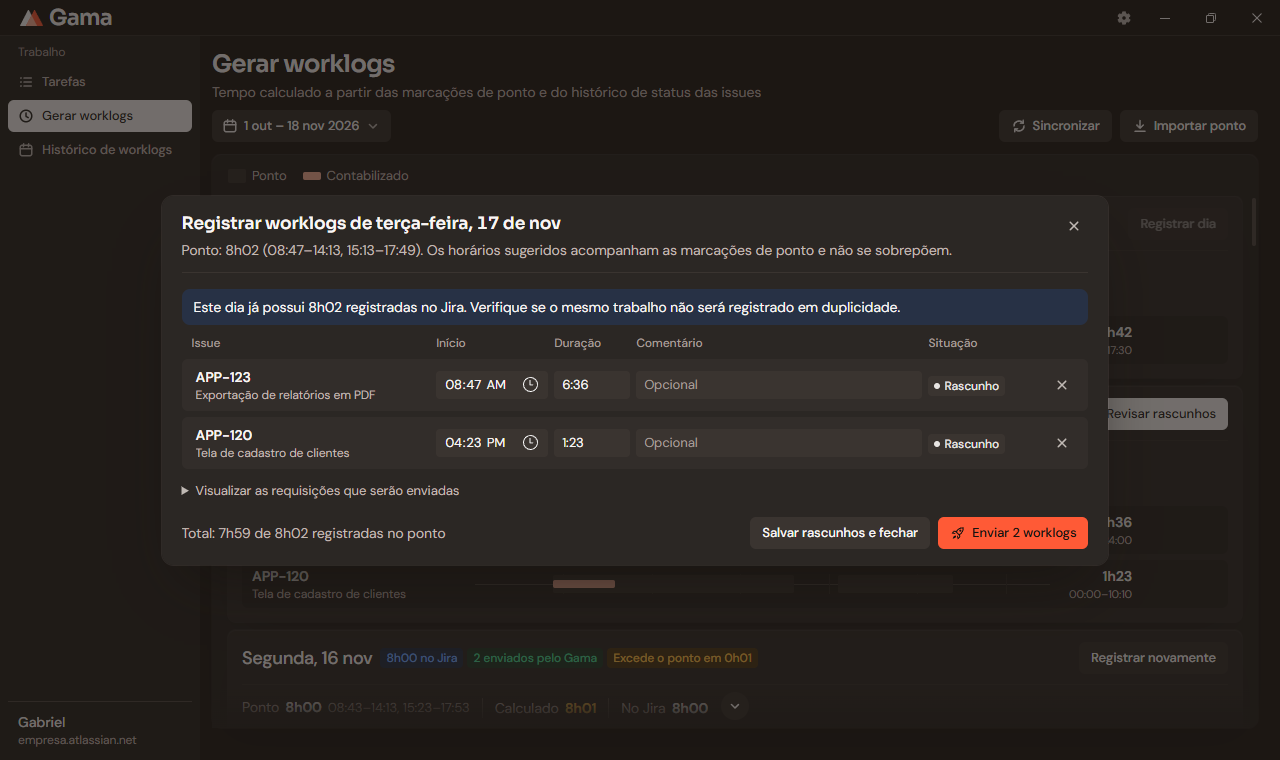 Gama
Trabalho
Tarefas
Gerar worklogs
Histórico de worklogs
Gerar worklogs
Tempo calculado a partir das marcações de ponto e do histórico de status das issues
1 out – 18 nov 2026
Sincronizar
Importar ponto
Ponto
Contabilizado
Registrar dia
Registrar worklogs de terça-feira, 17 de nov
Ponto: 8h02 (08:47–14:13, 15:13–17:49). Os horários sugeridos acompanham as marcações de ponto e não se sobrepõem.
Este dia já possui 8h02 registradas no Jira. Verifique se o mesmo trabalho não será registrado em duplicidade.
Issue Início Duração Comentário Situação
APP-123
Exportação de relatórios em PDF
08:47 AM 6:36 Opcional Rascunho
APP-120
Tela de cadastro de clientes
04:23 PM 1:23 Opcional Rascunho
Visualizar as requisições que serão enviadas
Total: 7h59 de 8h02 registradas no ponto
Salvar rascunhos e fechar
Enviar 2 worklogs
h42
17:30
Revisar rascunhos
h36
4:00
APP-120
Tela de cadastro de clientes
1h23
00:00–10:10
Segunda, 16 nov
8h00 no Jira
2 enviados pelo Gama
Excede o ponto em 0h01
Registrar novamente
Ponto 8h00 08:43–14:13, 15:23–17:53
Calculado 8h01
No Jira 8h00
Gabriel
empresa.atlassian.net